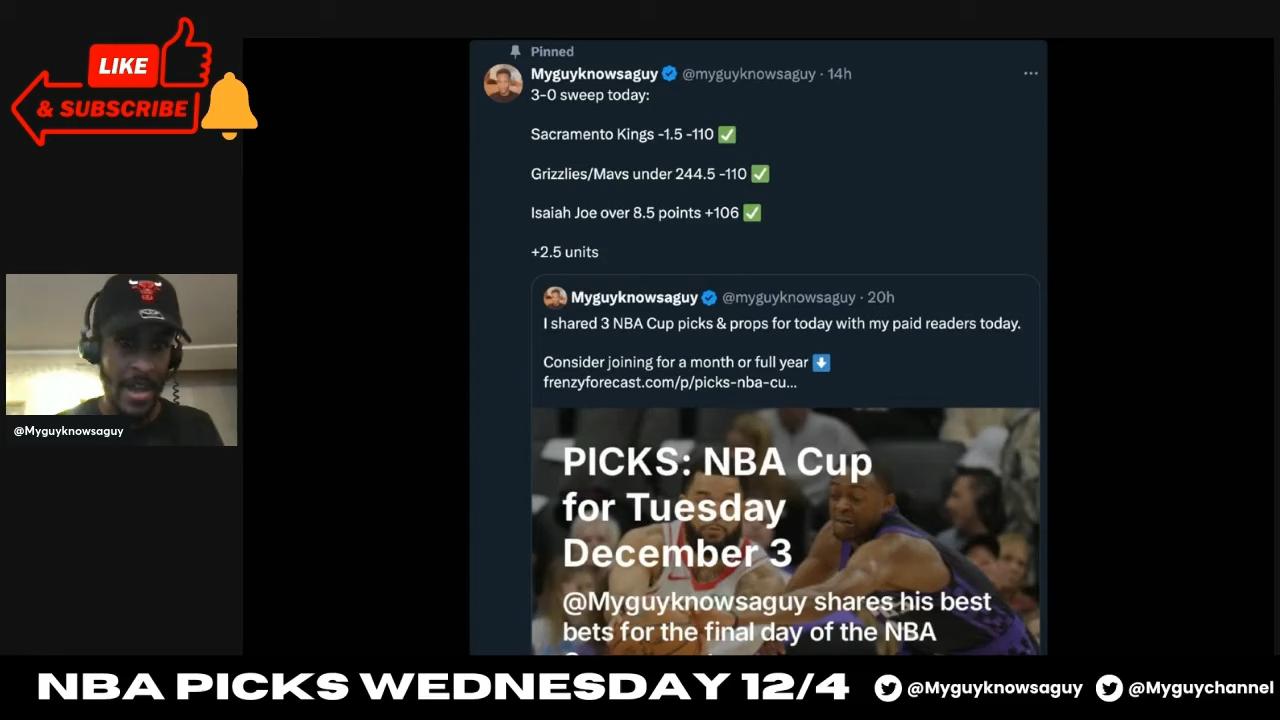 LIKE
& SUBSCRIBE
Pinned
Myguyknowsaguy @myguyknowsaguy · 14h
3-0 sweep today:
Sacramento Kings -1.5 -110 ✅
Grizzlies/Mavs under 244.5 -110 ✅
Isaiah Joe over 8.5 points +106 ✅
+2.5 units
Myguyknowsaguy @myguyknowsaguy · 20h
I shared 3 NBA Cup picks & props for today with my paid readers today.
Consider joining for a month or full year ⬇️
frenzyforecast.com/p/picks-nba-cu...
PICKS: NBA Cup
for Tuesday
December 3
@Myguyknowsaguy shares his best
bets for the final day of the NBA
@Myguyknowsaguy
NBA PICKS WEDNESDAY 12/4
@Myguyknowsaguy
@Myguychannel